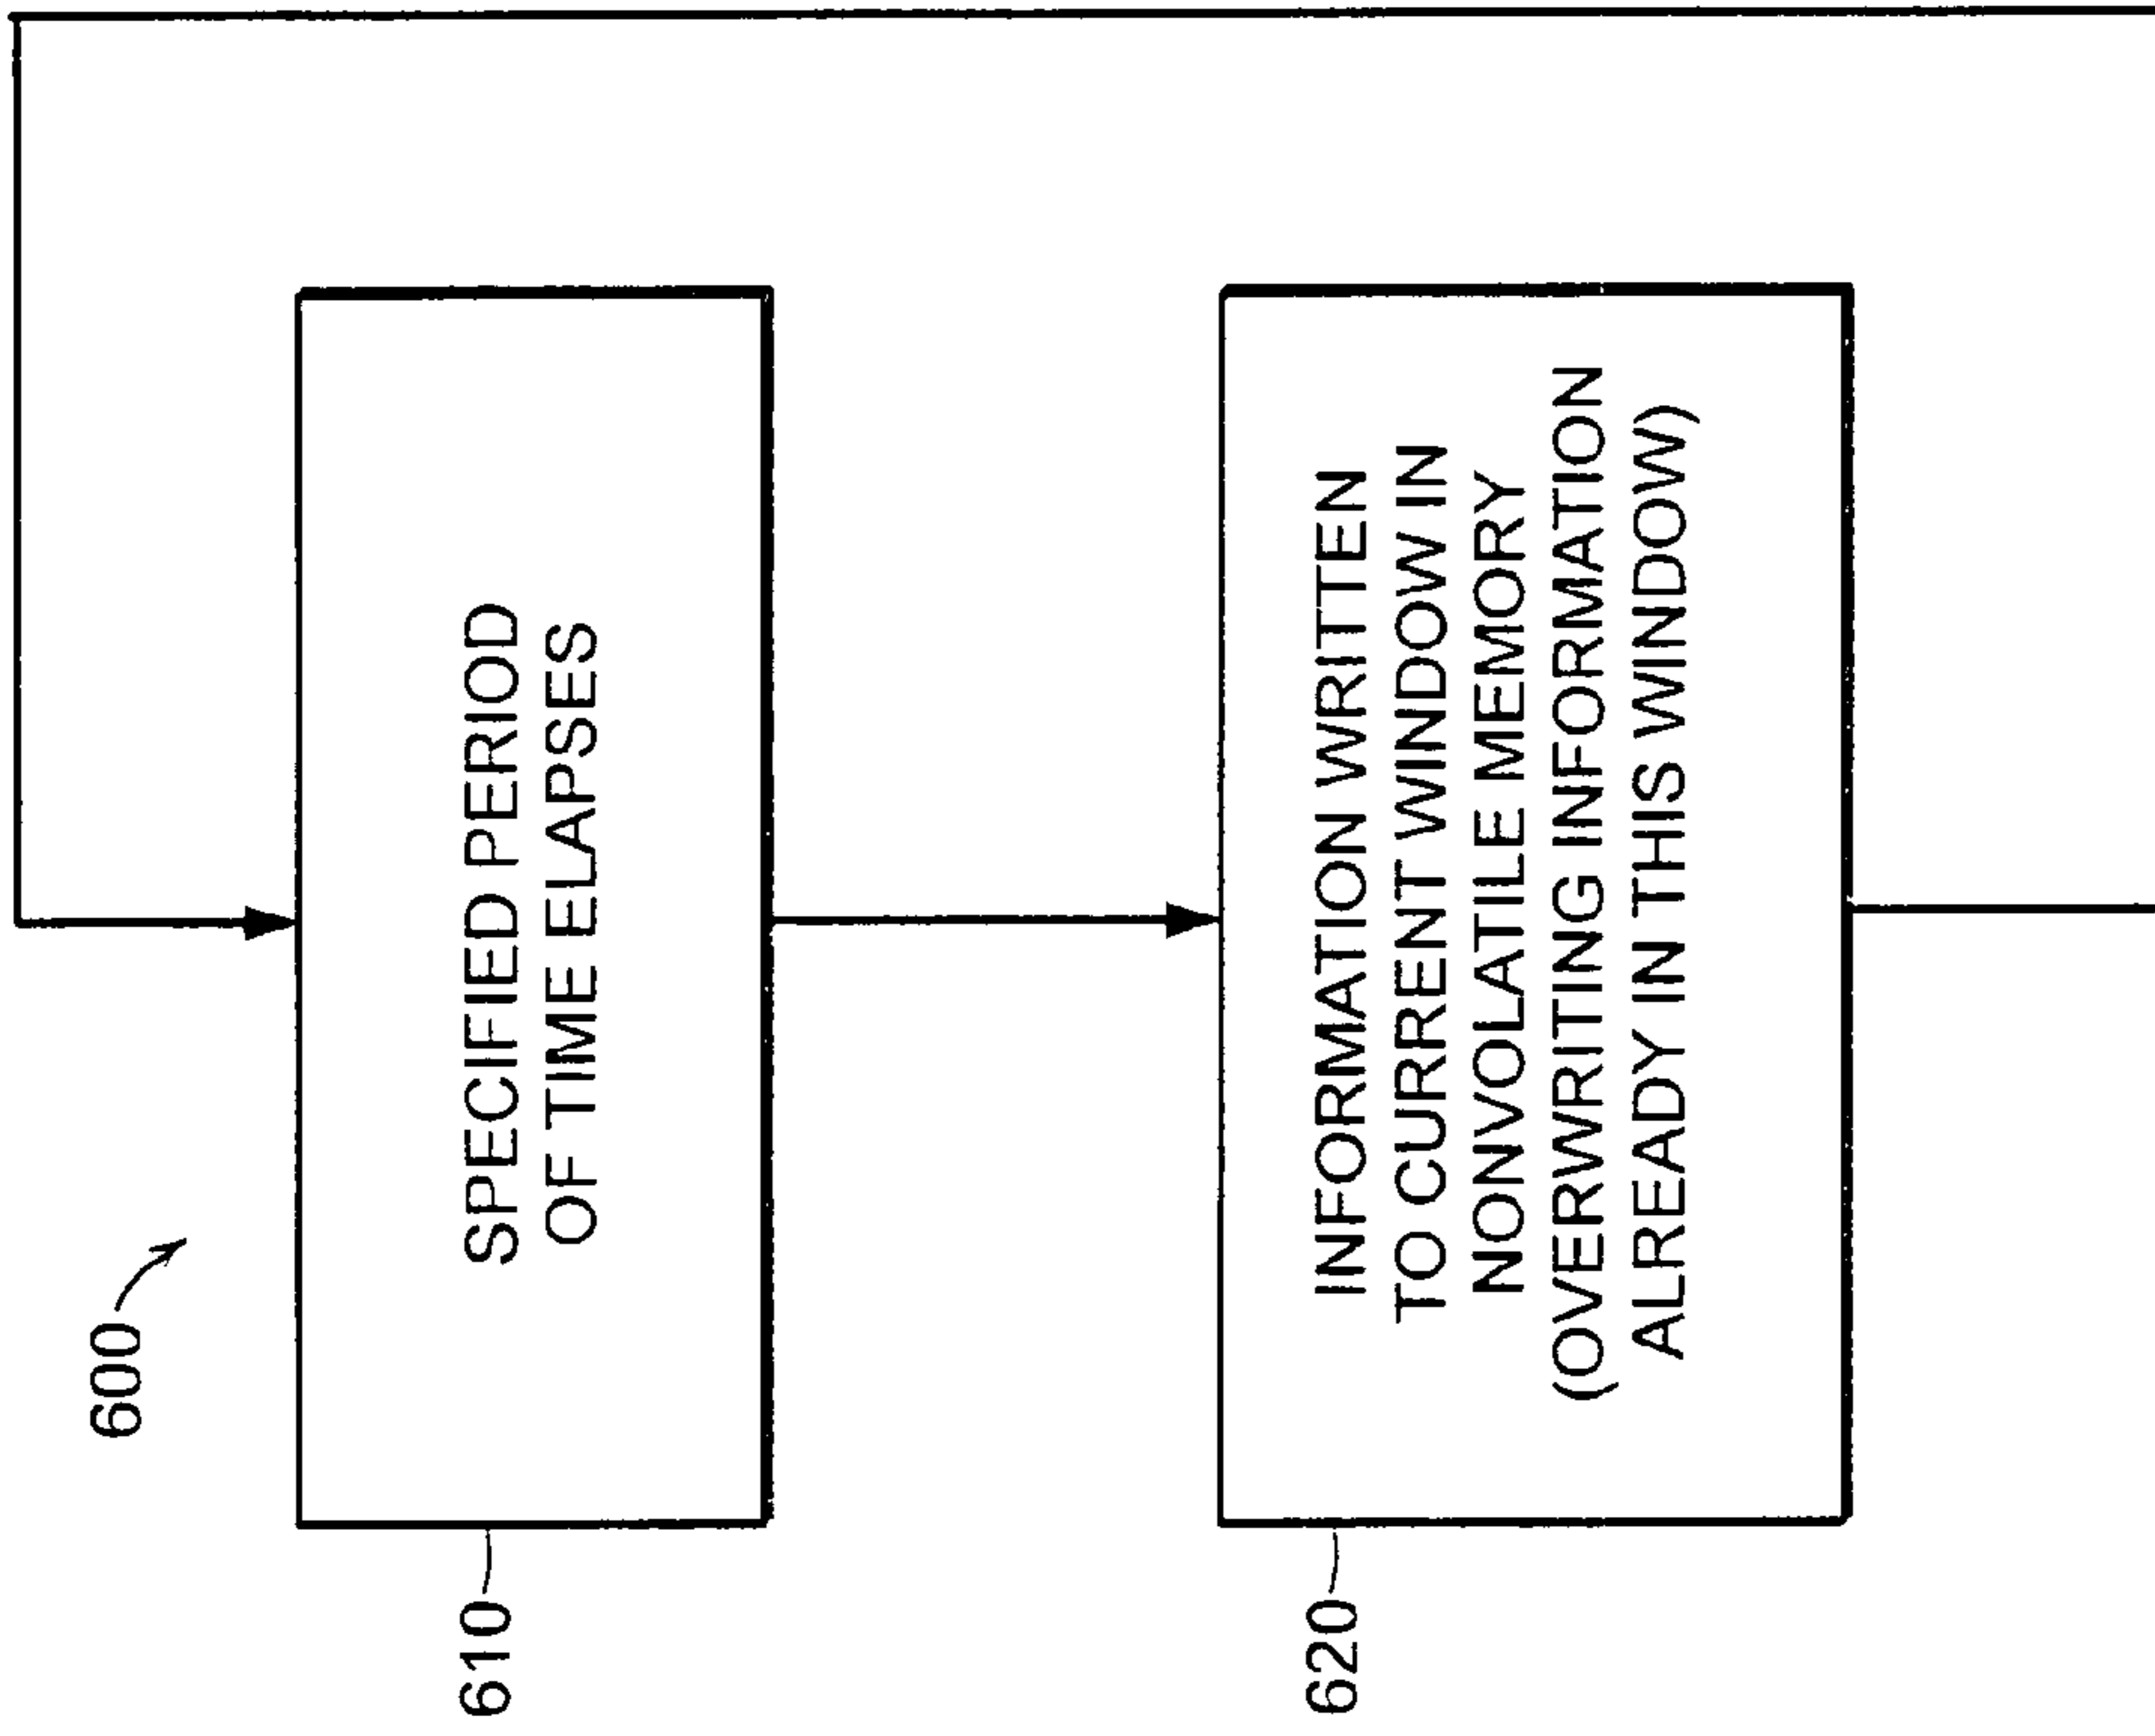 600
610
SPECIFIED PERIOD
OF TIME ELAPSES
620
INFORMATION WRITTEN
TO CURRENT WINDOW IN
NONVOLATILE MEMORY
(OVERWRITING INFORMATION
ALREADY IN THIS WINDOW)